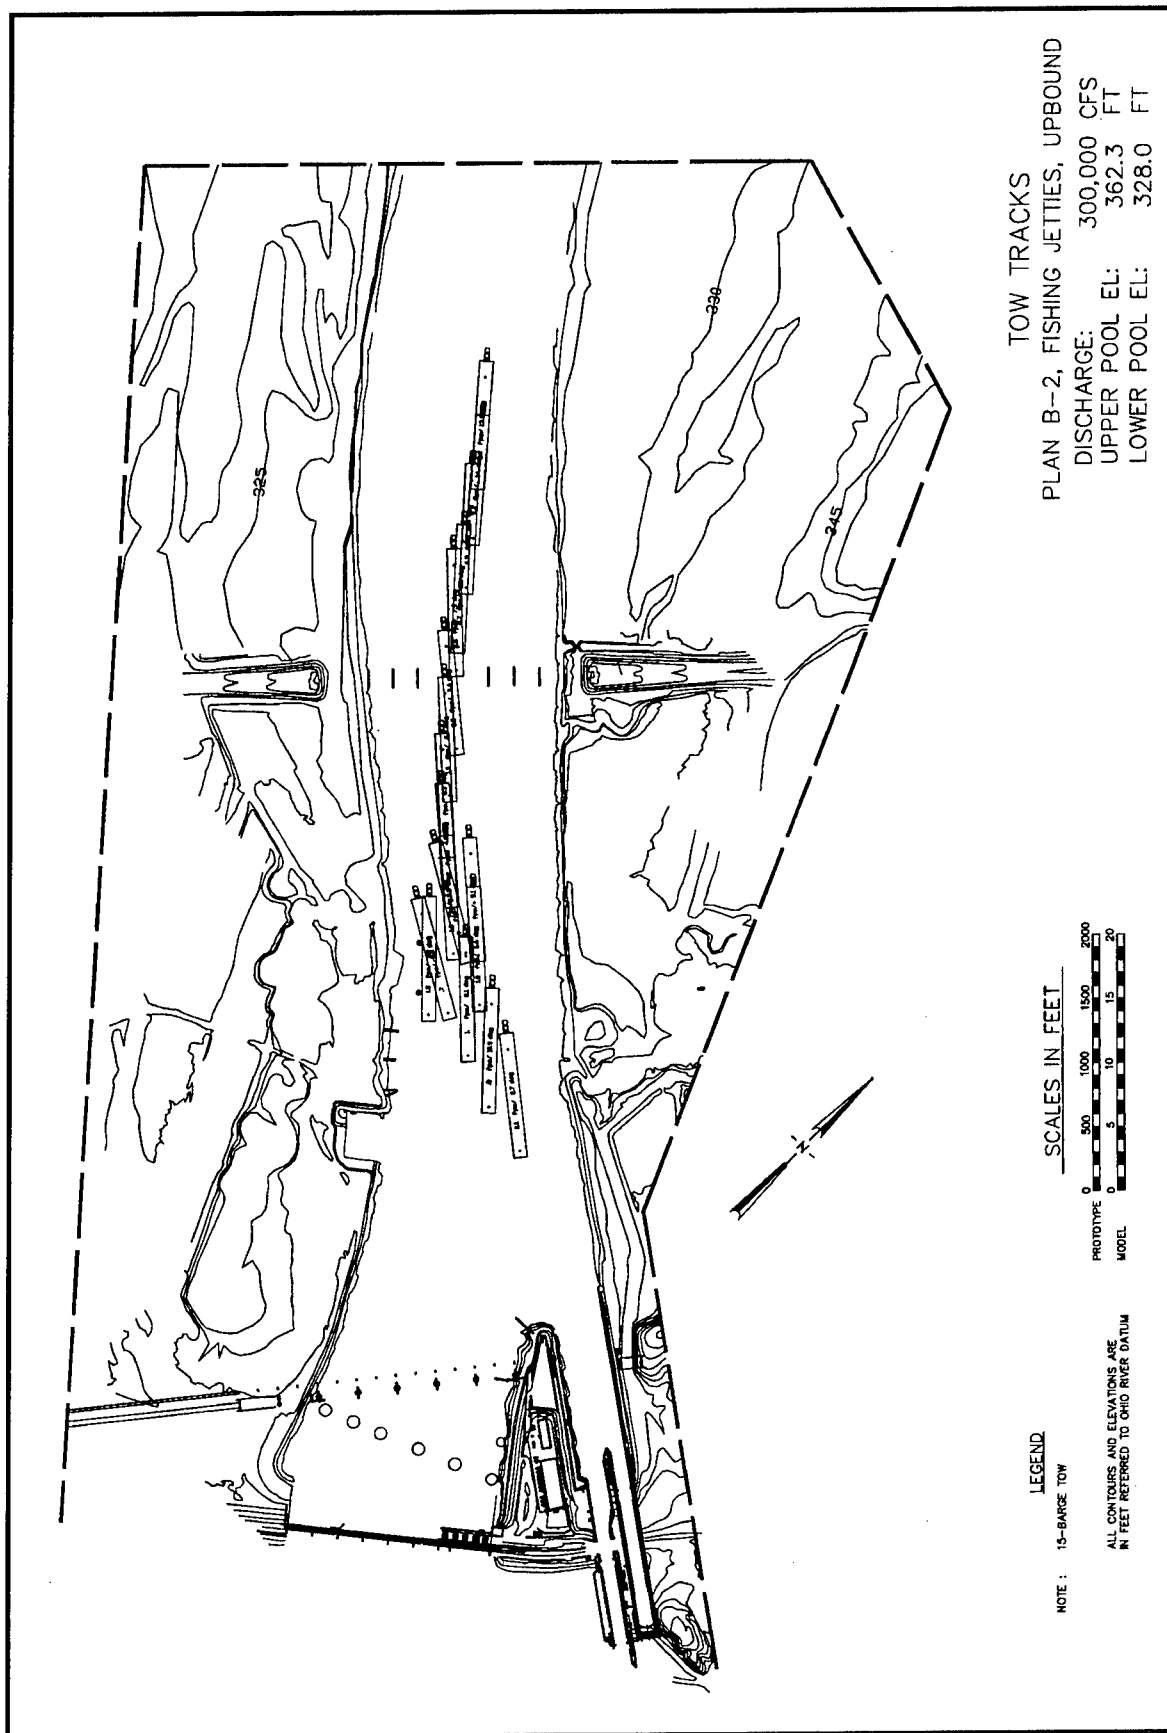 TOW TRACKS
PLAN B-2, FISHING JETTIES, UPBOUND
DISCHARGE: 300,000 CFS
UPPER POOL EL: 362.3 FT
LOWER POOL EL: 328.0 FT
325
330
345
N
SCALES IN FEET
PROTOTYPE 0 500 1000 1500 2000
MODEL 0 5 10 15 20
LEGEND
NOTE : 15-BARGE TOW
ALL CONTOURS AND ELEVATIONS ARE
IN FEET REFERRED TO OHIO RIVER DATUM